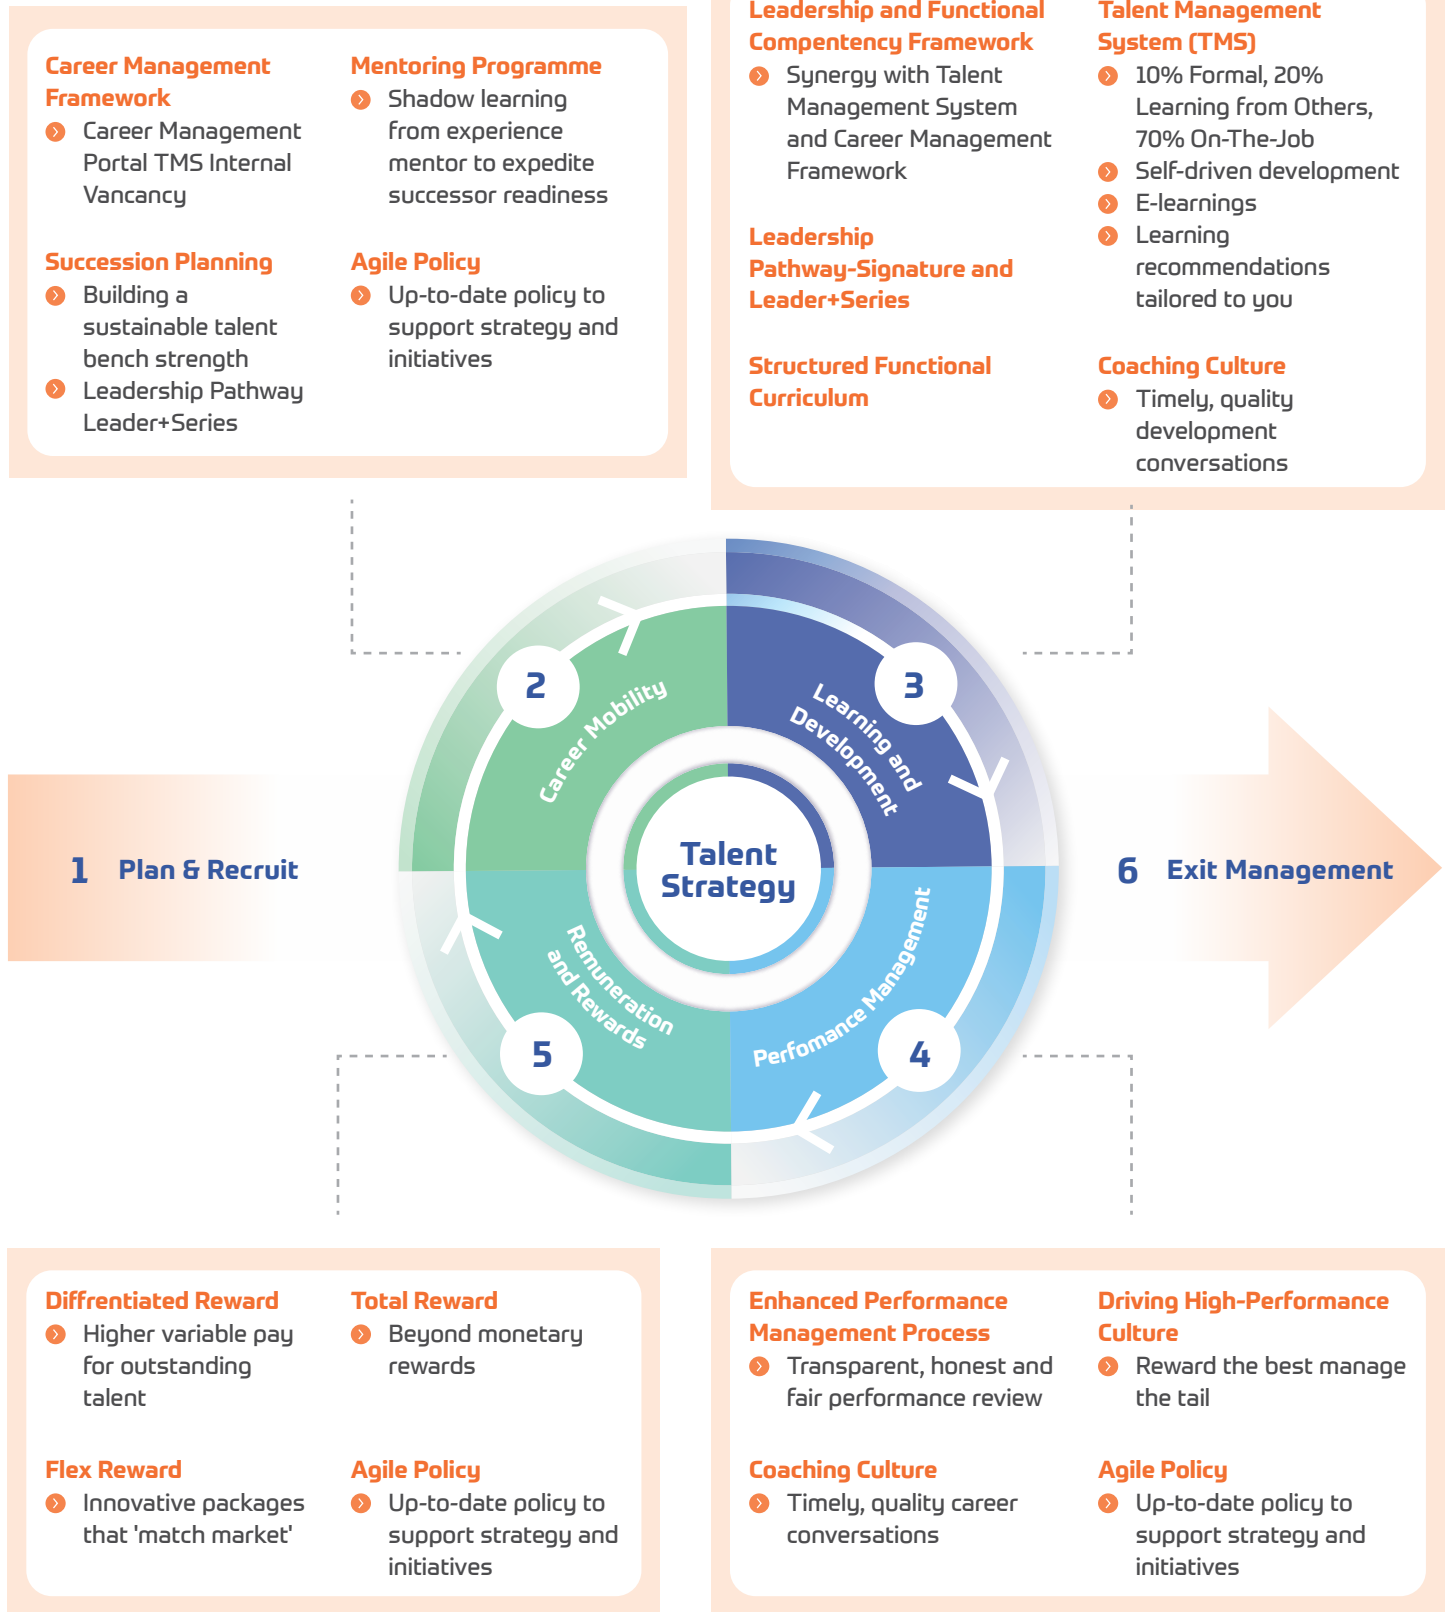 Career Management
Framework
Career Management
Portal TMS Internal
Vancancy
Succession Planning
Building a
sustainable talent
bench strength
Leadership Pathway
Leader+Series
Mentoring Programme
Shadow learning
from experience
mentor to expedite
successor readiness
Agile Policy
Up-to-date policy to
support strategy and
initiatives
Leadership and Functional
Compentency Framework
Synergy with Talent
Management System
and Career Management
Framework
Leadership
Pathway-Signature and
Leader+Series
Structured Functional
Curriculum
Talent Management
System (TMS)
10% Formal, 20%
Learning from Others,
70% On-The-Job
Self-driven development
E-learnings
Learning
recommendations
tailored to you
Coaching Culture
Timely, quality
development
conversations
1 Plan & Recruit
2
Career Mobility
3
Learning and
Development
Talent
Strategy
4
Perfomance Management
5
Remuneration
and Rewards
6 Exit Management
Diffrentiated Reward
Higher variable pay
for outstanding
talent
Flex Reward
Innovative packages
that 'match market'
Total Reward
Beyond monetary
rewards
Agile Policy
Up-to-date policy to
support strategy and
initiatives
Enhanced Performance
Management Process
Transparent, honest and
fair performance review
Coaching Culture
Timely, quality career
conversations
Driving High-Performance
Culture
Reward the best manage
the tail
Agile Policy
Up-to-date policy to
support strategy and
initiatives